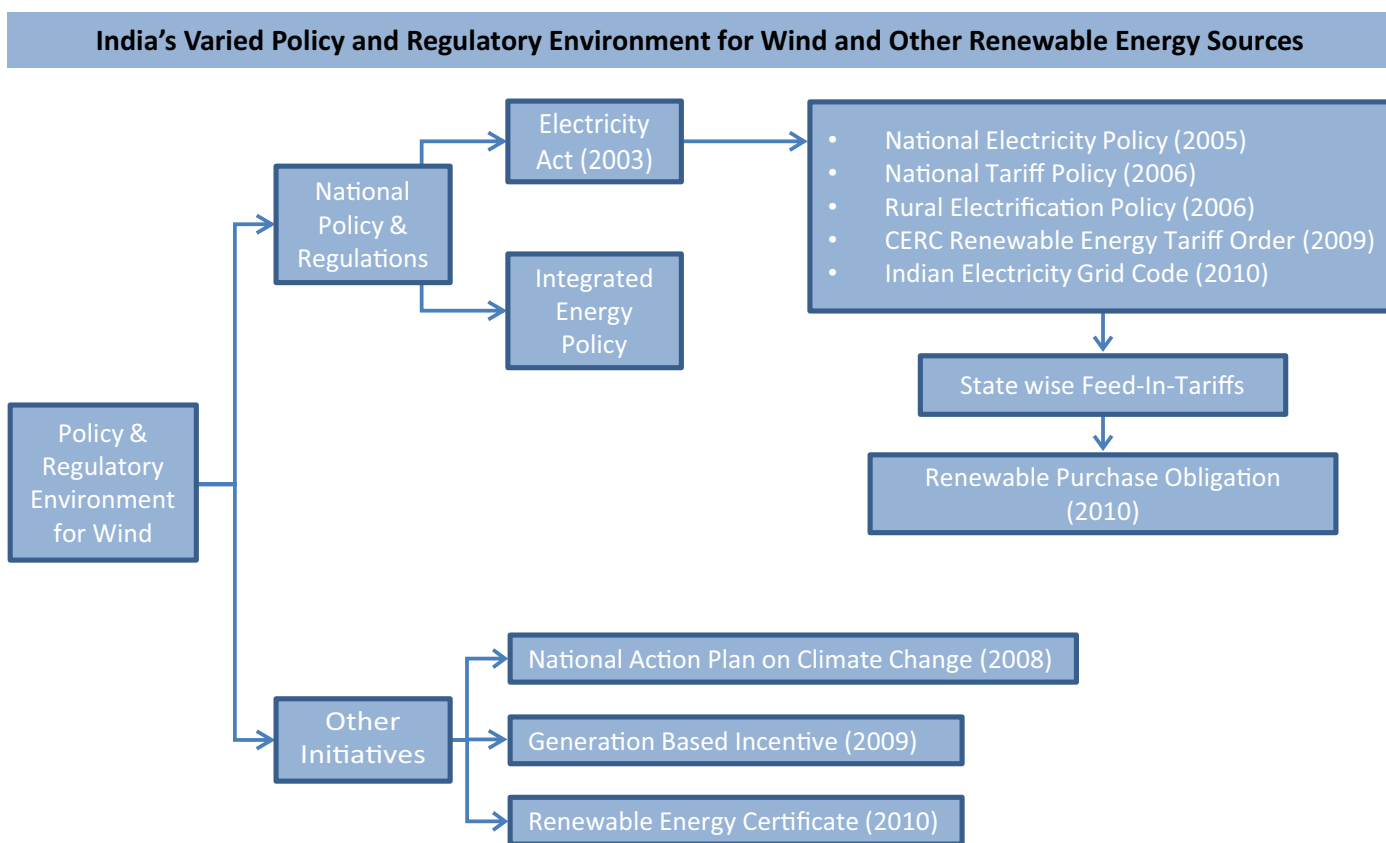 India’s Varied Policy and Regulatory Environment for Wind and Other Renewable Energy Sources
Policy &
Regulatory
Environment
for Wind
National
Policy &
Regulations
Electricity
Act (2003)
• National Electricity Policy (2005)
• National Tariff Policy (2006)
• Rural Electrification Policy (2006)
• CERC Renewable Energy Tariff Order (2009)
• Indian Electricity Grid Code (2010)
State wise Feed-In-Tariffs
Renewable Purchase Obligation
(2010)
Integrated
Energy
Policy
Other
Initiatives
National Action Plan on Climate Change (2008)
Generation Based Incentive (2009)
Renewable Energy Certificate (2010)